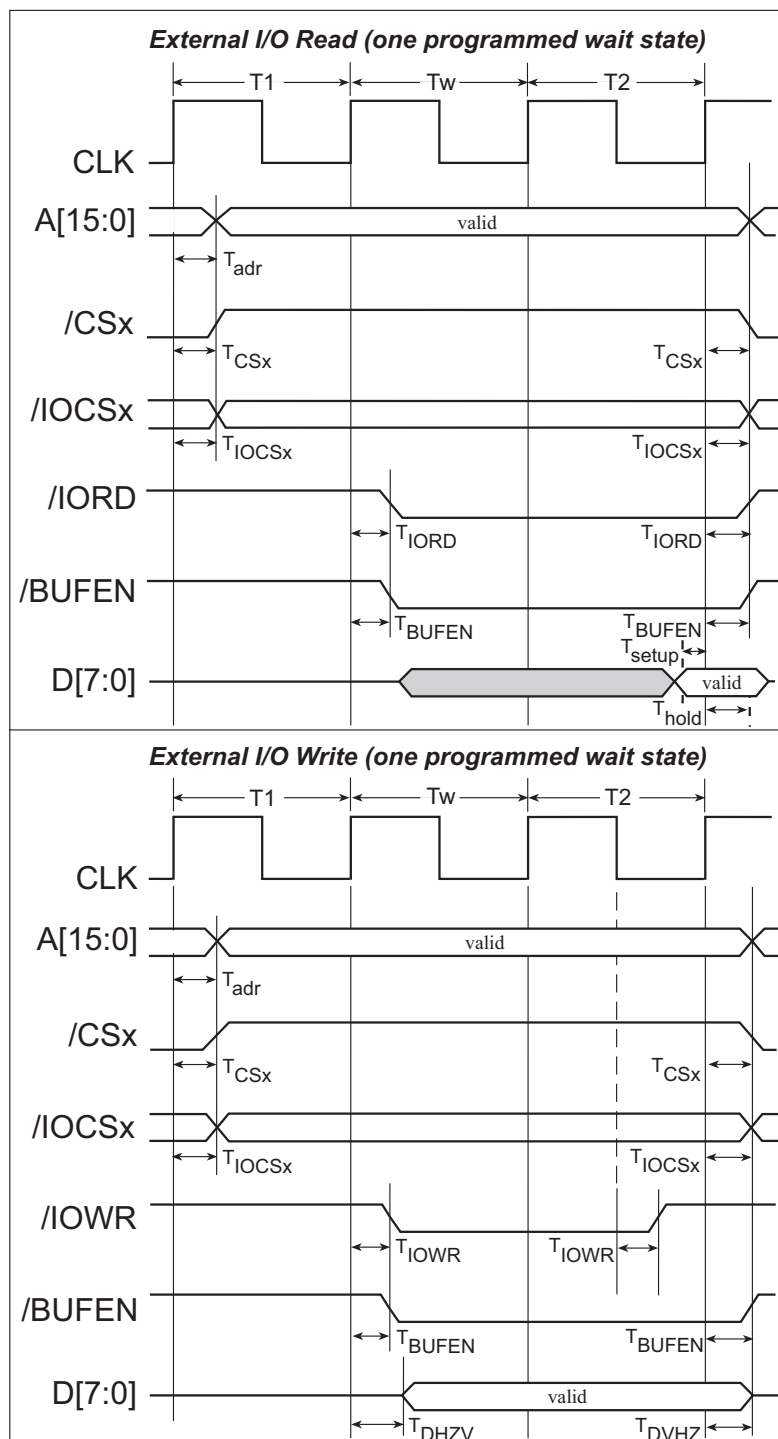 External I/O Read (one programmed wait state)
T1 Tw T2
CLK
A[15:0] valid
Tadr
/CSx
TCSx TCSx
/IOCSx
TIOCSx TIOCSx
/IORD
TIORD TIORD
/BUFEN
TBUFEN TBUFEN
Tsetup
D[7:0] valid
Thold
External I/O Write (one programmed wait state)
T1 Tw T2
CLK
A[15:0] valid
Tadr
/CSx
TCSx TCSx
/IOCSx
TIOCSx TIOCSx
/IOWR
TIOWR TIOWR
/BUFEN
TBUFEN TBUFEN
D[7:0] valid
TDHZV TDVHZ